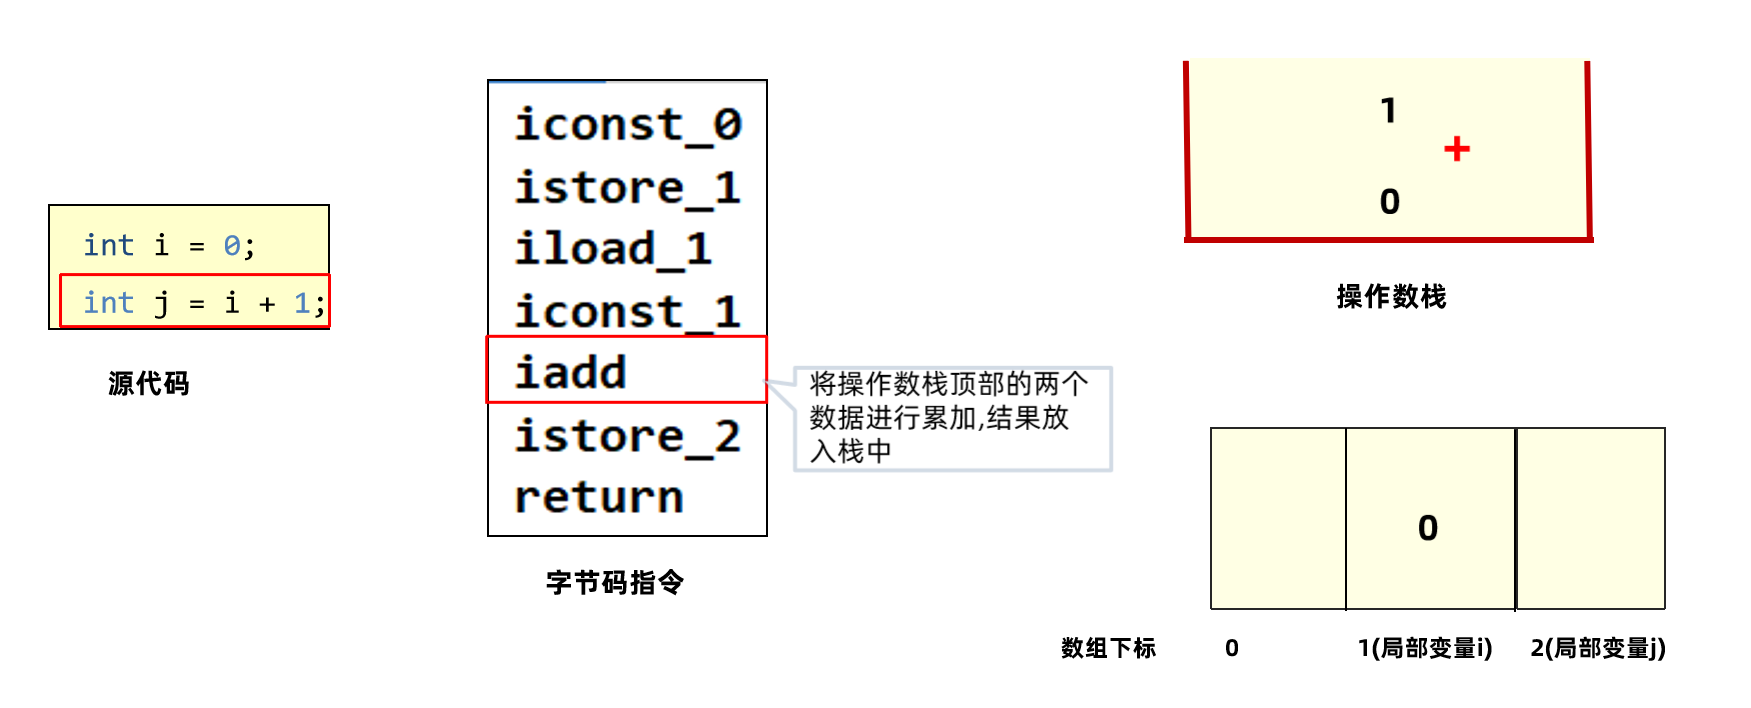 int i = 0;
int j = i + 1;
源代码
iconst_0
istore_1
iload_1
iconst_1
iadd
istore_2
return
字节码指令
将操作数栈顶部的两个
数据进行累加,结果放
入栈中
1
+
0
操作数栈
0
数组下标 0 1(局部变量i) 2(局部变量j)